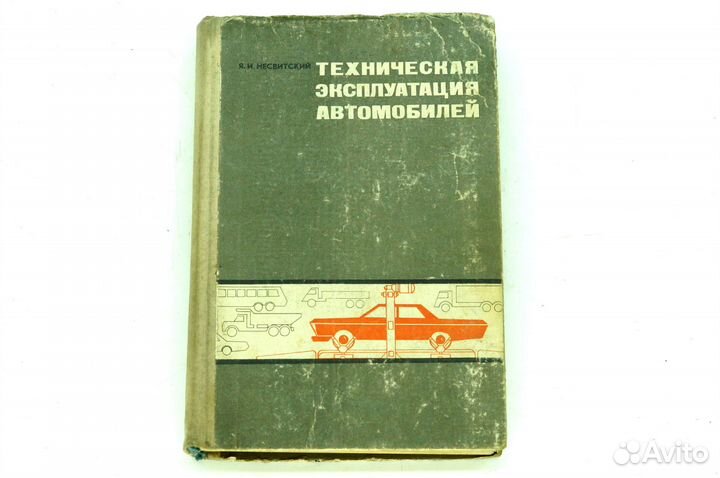 Я. И. НЕСВИТСКИЙ
ТЕХНИЧЕСКАЯ
ЭКСПЛУАТАЦИЯ
АВТОМОБИЛЕЙ
Avito